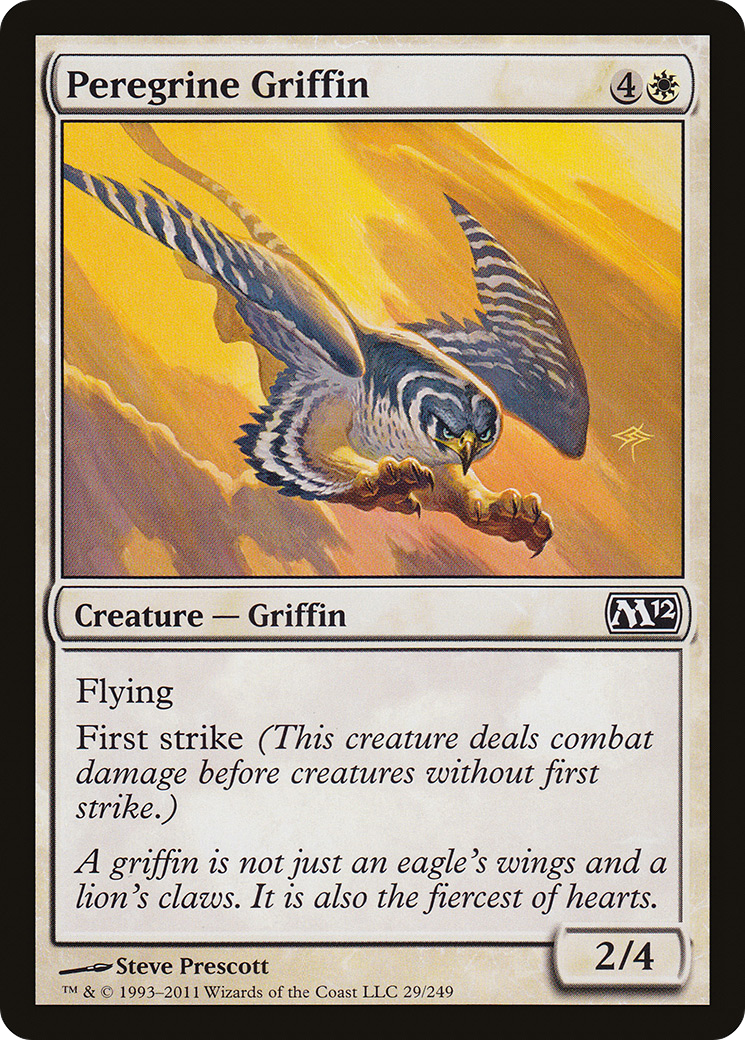 Peregrine Griffin 4
Creature — Griffin M12
Flying
First strike (This creature deals combat
damage before creatures without first
strike.)
A griffin is not just an eagle's wings and a
lion's claws. It is also the fiercest of hearts.
2/4
Steve Prescott
™ & © 1993–2011 Wizards of the Coast LLC 29/249